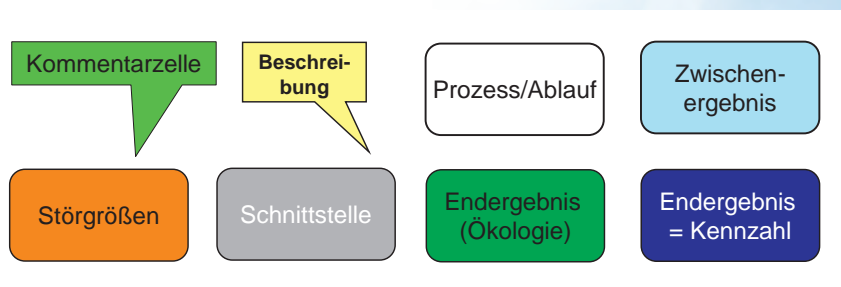 Kommentarzelle
Beschrei-
bung
Prozess/Ablauf
Zwischen-
ergebnis
Störgrößen
Schnittstelle
Endergebnis
(Ökologie)
Endergebnis
= Kennzahl